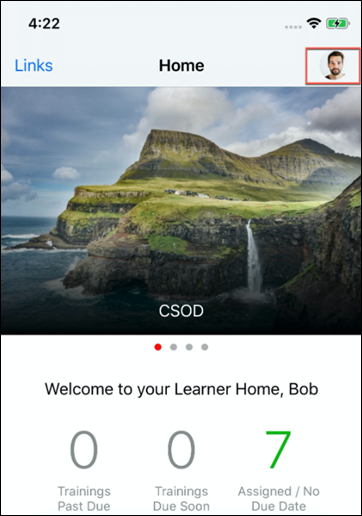 4:22
Links Home
CSOD
Welcome to your Learner Home, Bob
0 0 7
Trainings Trainings Assigned / No
Past Due Due Soon Due Date